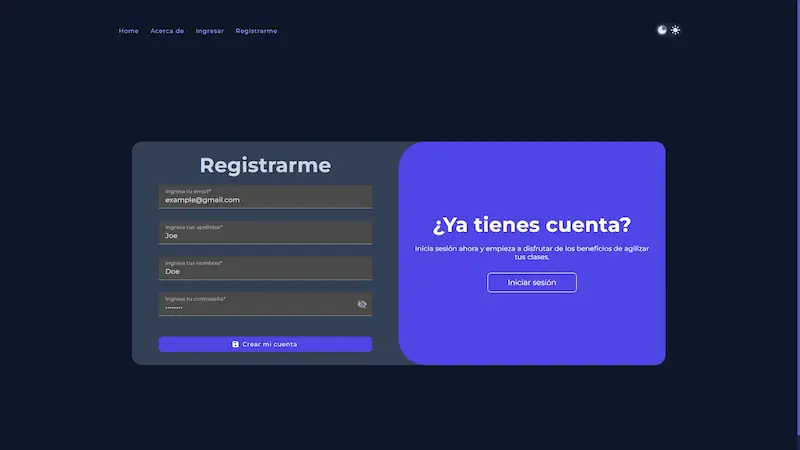 Home Acerca de Ingresar Registrarme
Registrarme
Ingresa tu email*
example@gmail.com
Ingresa tus apellidos*
Joe
Ingresa tus nombres*
Doe
Ingresa tu contraseña*
••••••••
Crear mi cuenta
¿Ya tienes cuenta?
Inicia sesión ahora y empieza a disfrutar de los beneficios de agilizar
tus clases.
Iniciar sesión